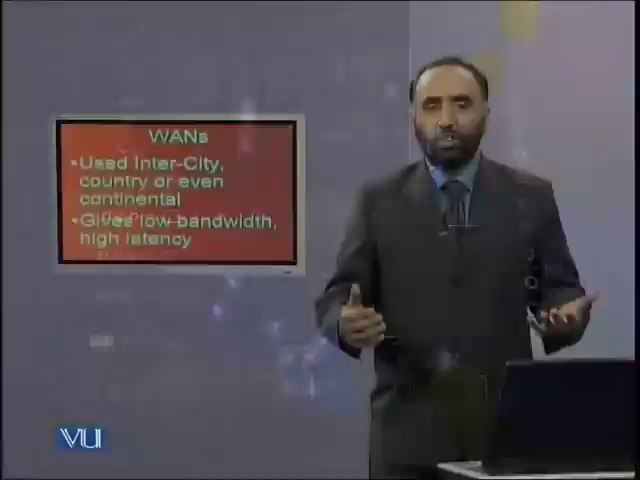 WANs
•Used Inter-City,
country or even
continental
•Gives low bandwidth,
high latency
VU